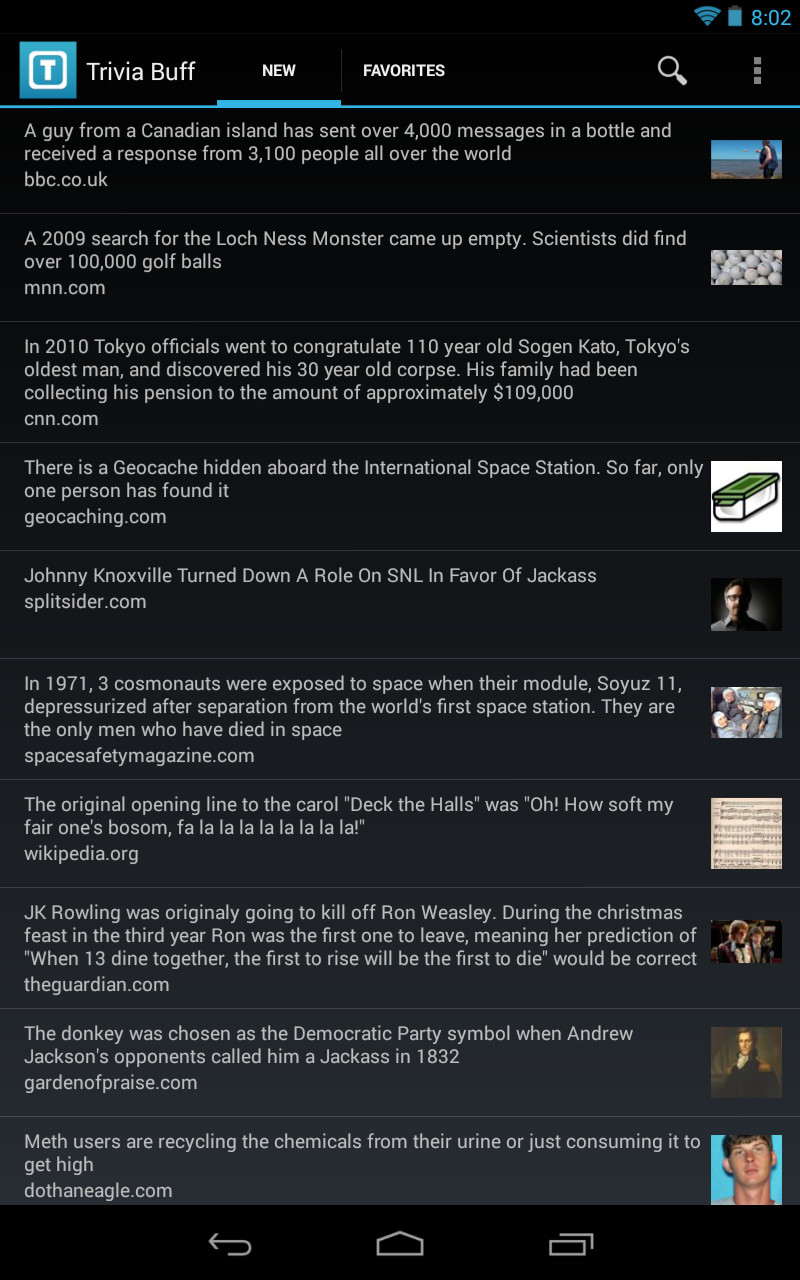 8:02
T
Trivia Buff
NEW
FAVORITES
A guy from a Canadian island has sent over 4,000 messages in a bottle and
received a response from 3,100 people all over the world
bbc.co.uk
A 2009 search for the Loch Ness Monster came up empty. Scientists did find
over 100,000 golf balls
mnn.com
In 2010 Tokyo officials went to congratulate 110 year old Sogen Kato, Tokyo's
oldest man, and discovered his 30 year old corpse. His family had been
collecting his pension to the amount of approximately $109,000
cnn.com
There is a Geocache hidden aboard the International Space Station. So far, only
one person has found it
geocaching.com
Johnny Knoxville Turned Down A Role On SNL In Favor Of Jackass
splitsider.com
In 1971, 3 cosmonauts were exposed to space when their module, Soyuz 11,
depressurized after separation from the world's first space station. They are
the only men who have died in space
spacesafetymagazine.com
The original opening line to the carol "Deck the Halls" was "Oh! How soft my
fair one's bosom, fa la la la la la la la la!"
wikipedia.org
JK Rowling was originaly going to kill off Ron Weasley. During the christmas
feast in the third year Ron was the first one to leave, meaning her prediction of
"When 13 dine together, the first to rise will be the first to die" would be correct
theguardian.com
The donkey was chosen as the Democratic Party symbol when Andrew
Jackson's opponents called him a Jackass in 1832
gardenofpraise.com
Meth users are recycling the chemicals from their urine or just consuming it to
get high
dothaneagle.com